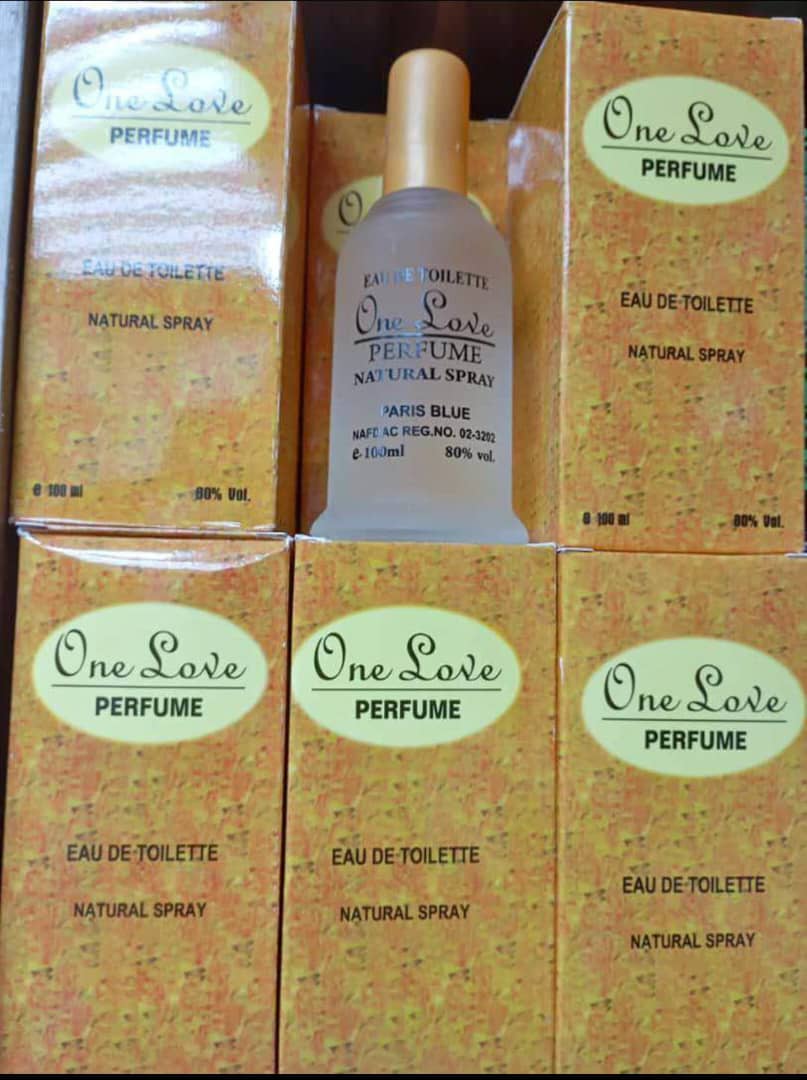 One Love
PERFUME
EAU DE TOILETTE
NATURAL SPRAY
e 100 ml
80% Vol.
EAU DE TOILETTE
One Love
PERFUME
NATURAL SPRAY
PARIS BLUE
NAFDAC REG.NO. 02-3202
e 100ml
80% vol.
One Love
PERFUME
EAU DE TOILETTE
NATURAL SPRAY
e 100 ml
80% Vol.
One Love
PERFUME
EAU DE TOILETTE
NATURAL SPRAY
One Love
PERFUME
EAU DE TOILETTE
NATURAL SPRAY
One Love
PERFUME
EAU DE TOILETTE
NATURAL SPRAY